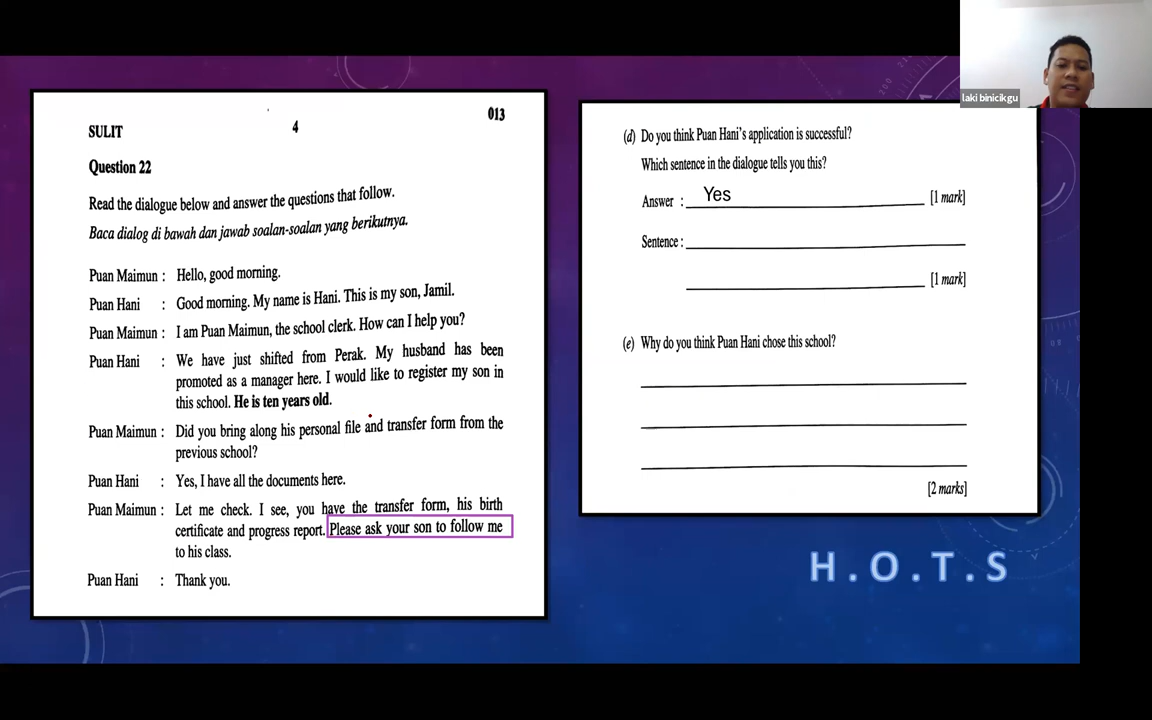 laki binicikgu
013
SULIT
4
Question 22
Read the dialogue below and answer the questions that follow.
Baca dialog di bawah dan jawab soalan-soalan yang berikutnya.
Puan Maimun : Hello, good morning.
Puan Hani : Good morning. My name is Hani. This is my son, Jamil.
Puan Maimun : I am Puan Maimun, the school clerk. How can I help you?
Puan Hani : We have just shifted from Perak. My husband has been
promoted as a manager here. I would like to register my son in
this school. He is ten years old.
Puan Maimun : Did you bring along his personal file and transfer form from the
previous school?
Puan Hani : Yes, I have all the documents here.
Puan Maimun : Let me check. I see, you have the transfer form, his birth
certificate and progress report. Please ask your son to follow me
to his class.
Puan Hani : Thank you.
(d) Do you think Puan Hani's application is successful?
Which sentence in the dialogue tells you this?
Answer : Yes [1 mark]
Sentence :
[1 mark]
(e) Why do you think Puan Hani chose this school?
[2 marks]
H.O.T.S